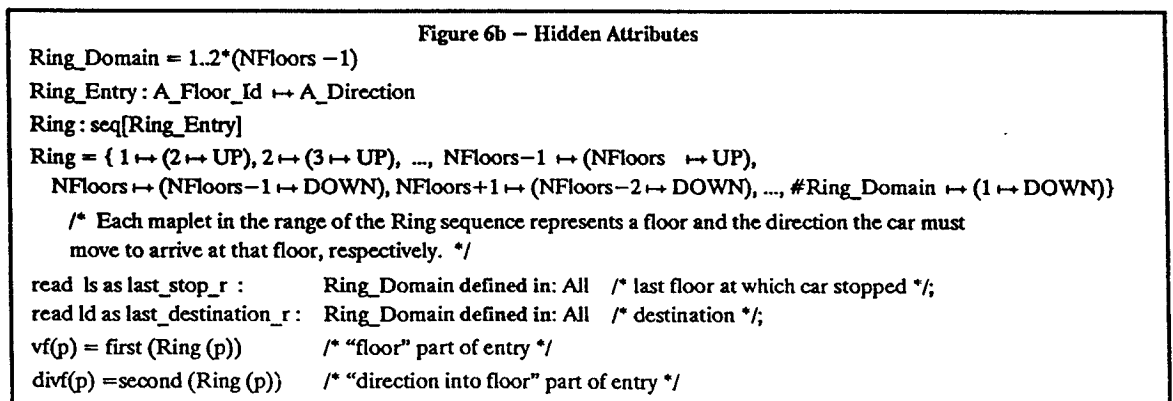 Figure 6b — Hidden Attributes
Ring_Domain = 1..2*(NFloors −1)
Ring_Entry : A_Floor_Id ↦ A_Direction
Ring : seq[Ring_Entry]
Ring = { 1 ↦ (2 ↦ UP), 2 ↦ (3 ↦ UP), ..., NFloors−1 ↦ (NFloors ↦ UP),
NFloors ↦ (NFloors−1 ↦ DOWN), NFloors+1 ↦ (NFloors−2 ↦ DOWN), ..., #Ring_Domain ↦ (1 ↦ DOWN)}
/* Each maplet in the range of the Ring sequence represents a floor and the direction the car must
move to arrive at that floor, respectively. */
read ls as last_stop_r : Ring_Domain defined in: All /* last floor at which car stopped */;
read ld as last_destination_r : Ring_Domain defined in: All /* destination */;
vf(p) = first (Ring (p)) /* “floor” part of entry */
divf(p) =second (Ring (p)) /* “direction into floor” part of entry */